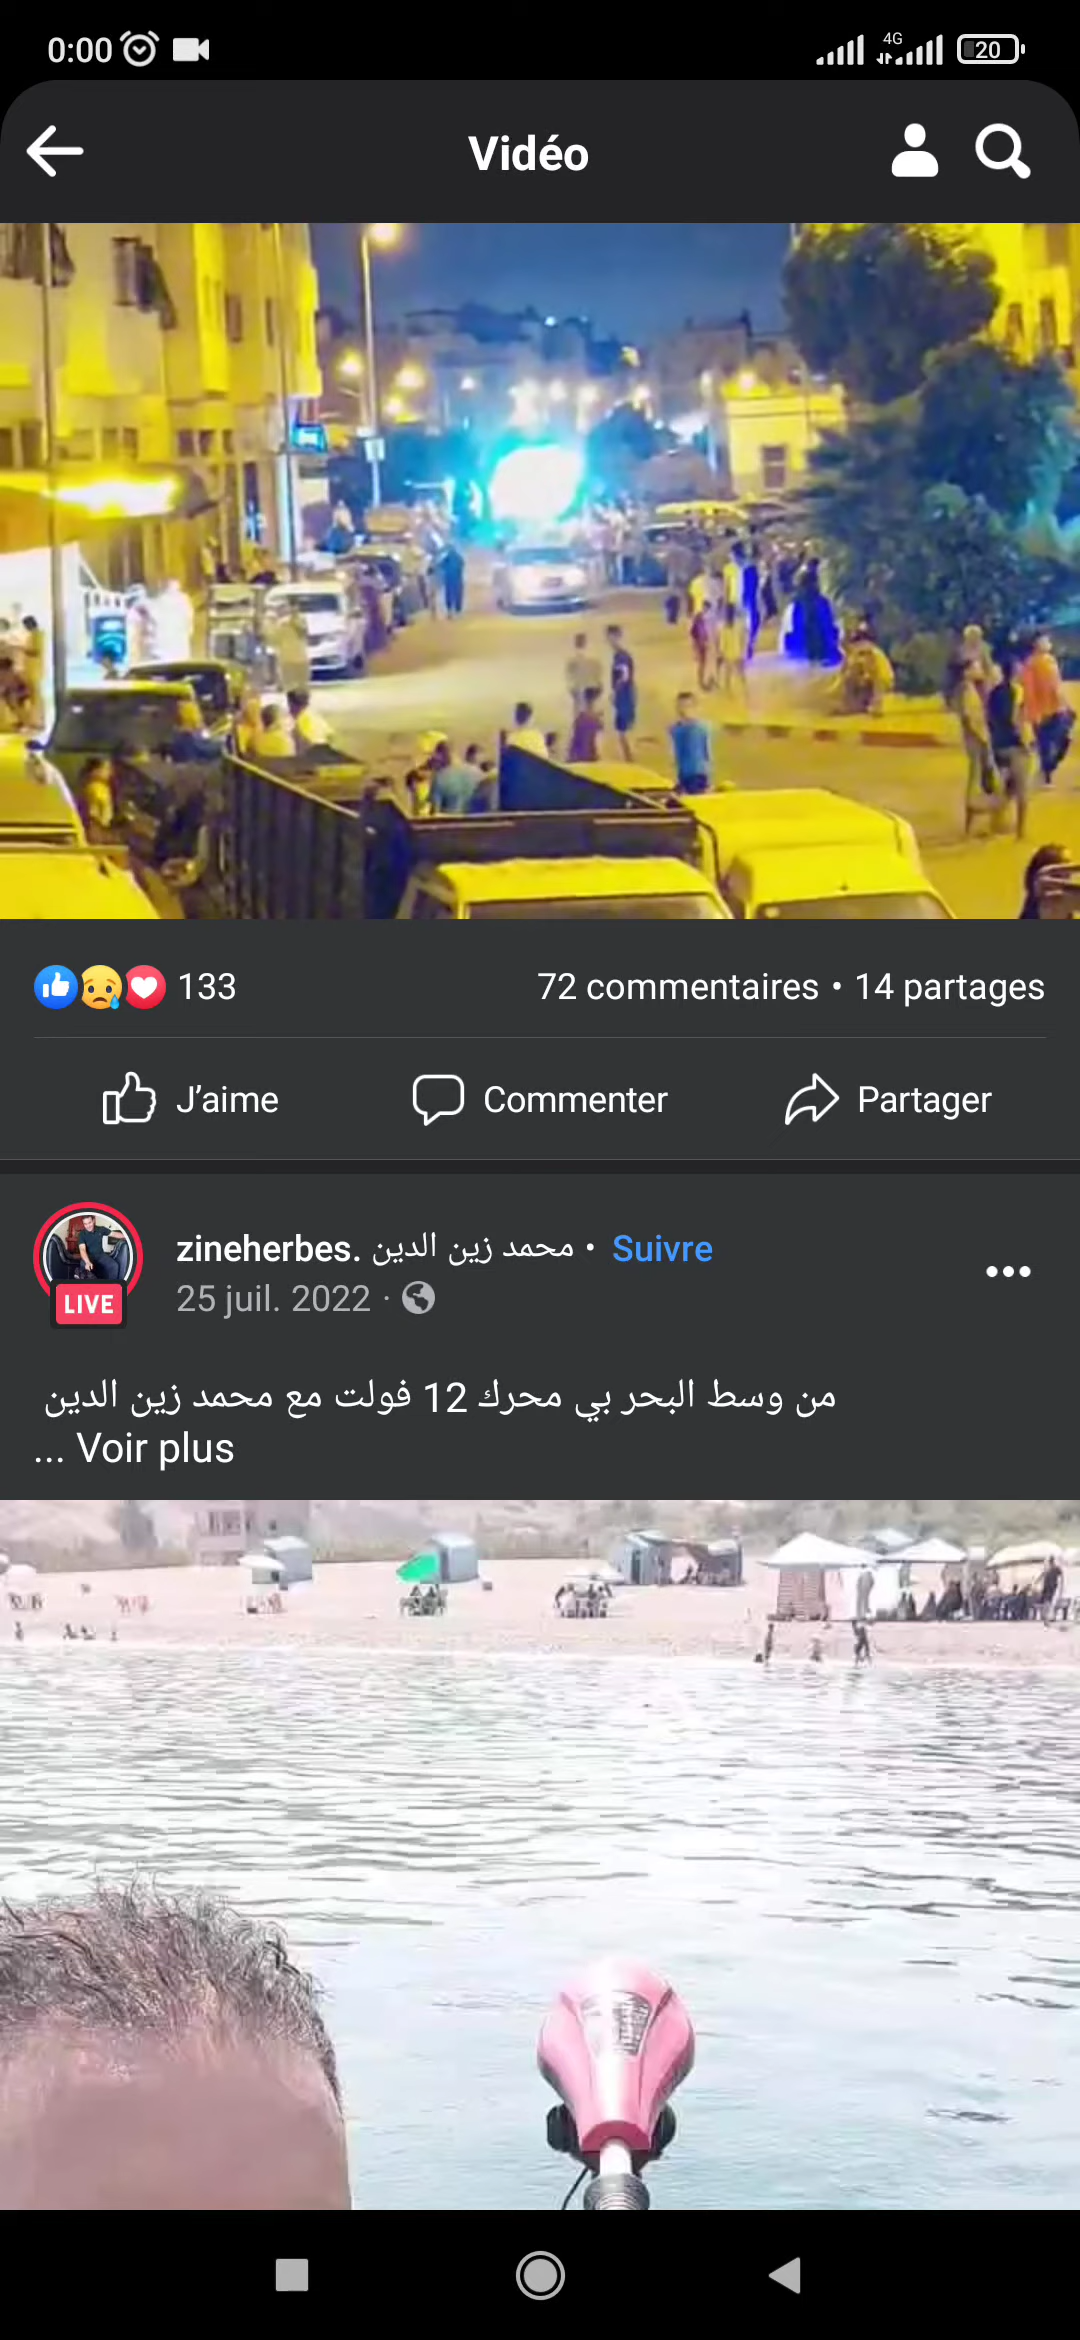 0:00
4G
20
Vidéo
133
72 commentaires • 14 partages
J’aime
Commenter
Partager
zineherbes. محمد زين الدين • Suivre
LIVE
25 juil. 2022 ·
من وسط البحر بي محرك 12 فولت مع محمد زين الدين
... Voir plus